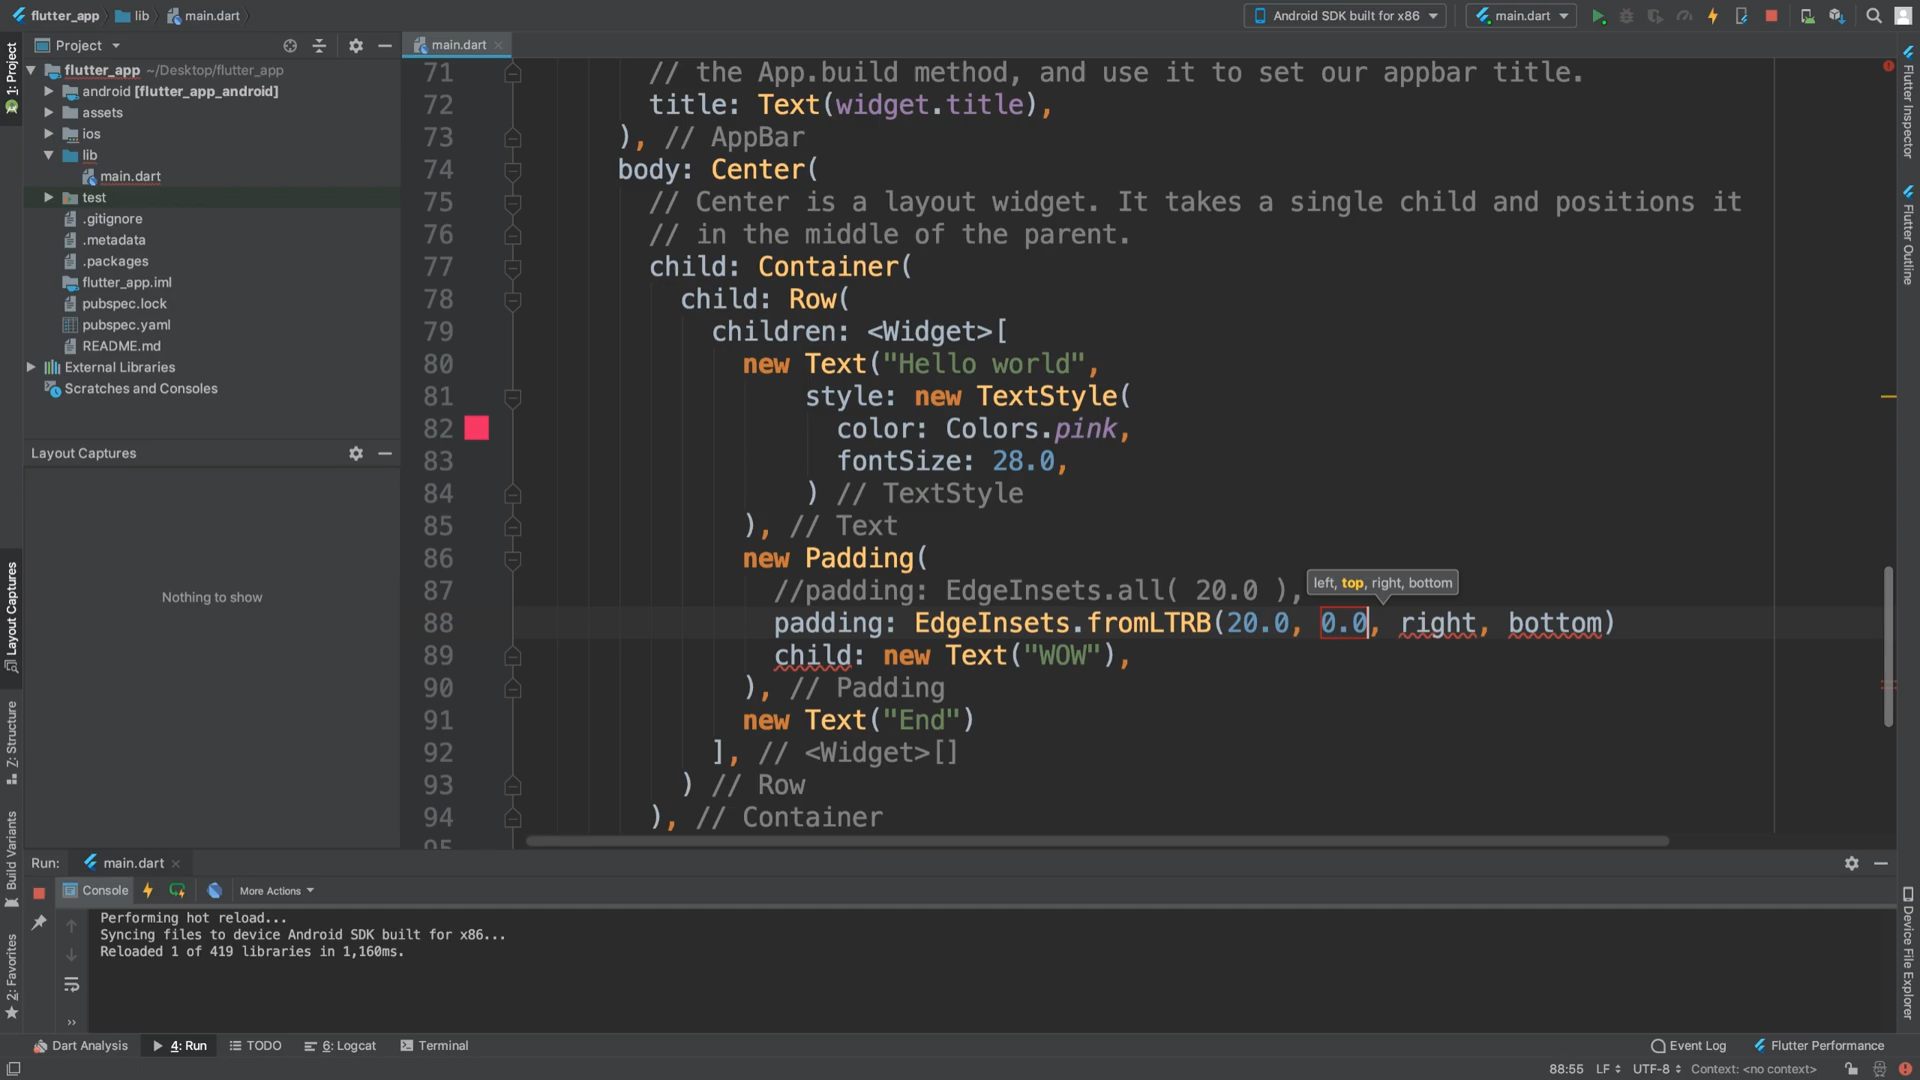 flutter_app lib main.dart
Android SDK built for x86 main.dart
Project
main.dart
flutter_app ~/Desktop/flutter_app
android [flutter_app_android]
assets
ios
lib
main.dart
test
.gitignore
.metadata
.packages
flutter_app.iml
pubspec.lock
pubspec.yaml
README.md
External Libraries
Scratches and Consoles
Layout Captures
Nothing to show
1: Project
Layout Captures
Z: Structure
Build Variants
2: Favorites
71 // the App.build method, and use it to set our appbar title.
72 title: Text(widget.title),
73 ), // AppBar
74 body: Center(
75 // Center is a layout widget. It takes a single child and positions it
76 // in the middle of the parent.
77 child: Container(
78 child: Row(
79 children: <Widget>[
80 new Text("Hello world",
81 style: new TextStyle(
82 color: Colors.pink,
83 fontSize: 28.0,
84 ) // TextStyle
85 ), // Text
86 new Padding(
left, top, right, bottom
87 //padding: EdgeInsets.all( 20.0 ),
88 padding: EdgeInsets.fromLTRB(20.0, 0.0, right, bottom)
89 child: new Text("WOW"),
90 ), // Padding
91 new Text("End")
92 ], // <Widget>[]
93 ) // Row
94 ), // Container
95
Flutter Inspector
Flutter Outline
Device File Explorer
Run: main.dart
Console More Actions
Performing hot reload...
Syncing files to device Android SDK built for x86...
Reloaded 1 of 419 libraries in 1,160ms.
Dart Analysis 4: Run TODO 6: Logcat Terminal Event Log Flutter Performance
88:55 LF UTF-8 Context: <no context>